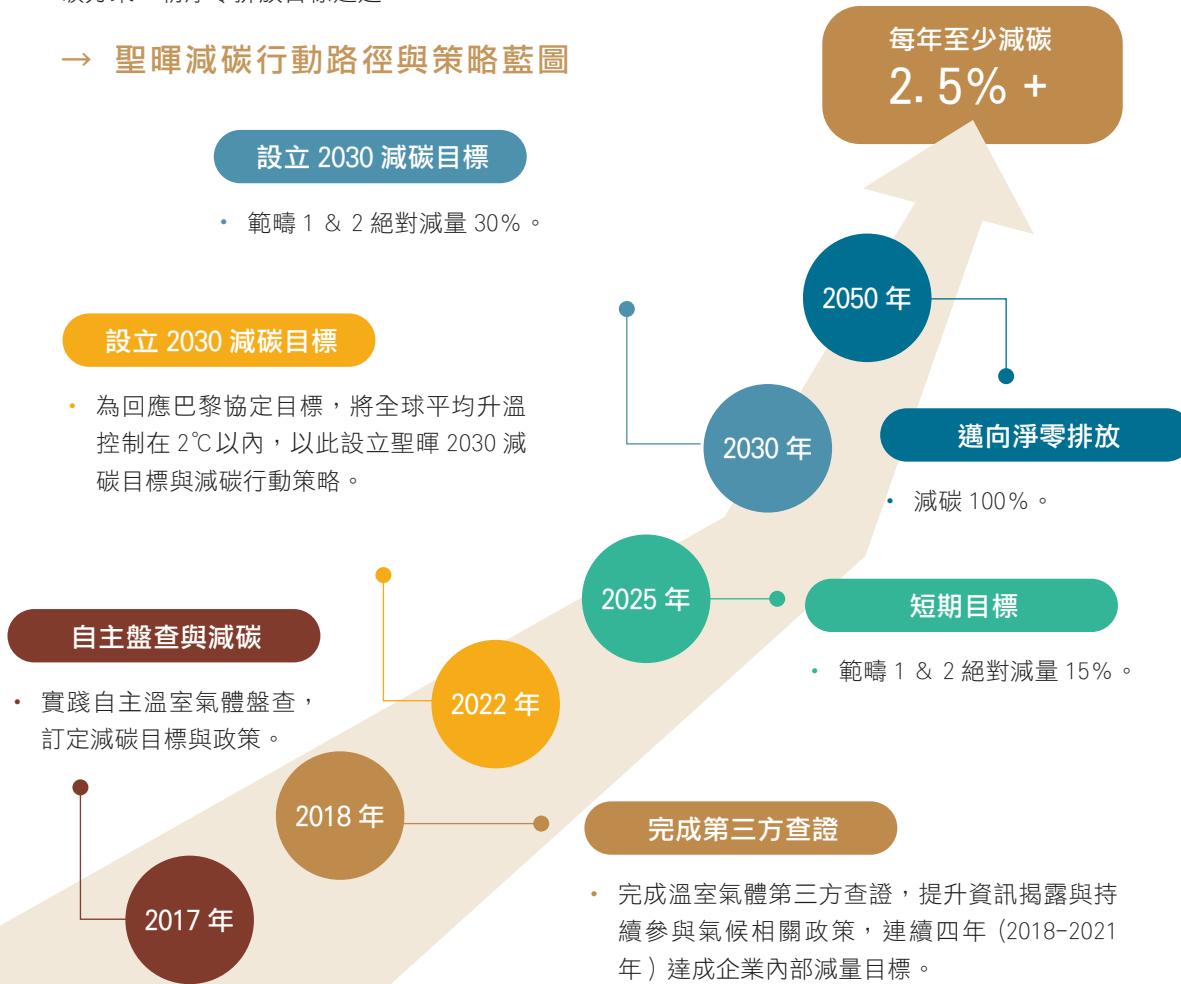 → 聖暉減碳行動路徑與策略藍圖
每年至少減碳
2.5% +
設立 2030 減碳目標
• 範疇 1 & 2 絕對減量 30%。
2050 年
設立 2030 減碳目標
• 為回應巴黎協定目標，將全球平均升溫
控制在 2℃以內，以此設立聖暉 2030 減
碳目標與減碳行動策略。
2030 年
邁向淨零排放
• 減碳 100%。
2025 年
短期目標
• 範疇 1 & 2 絕對減量 15%。
自主盤查與減碳
• 實踐自主溫室氣體盤查，
訂定減碳目標與政策。
2022 年
2018 年
完成第三方查證
• 完成溫室氣體第三方查證，提升資訊揭露與持
續參與氣候相關政策，連續四年 (2018-2021
年 ) 達成企業內部減量目標。
2017 年